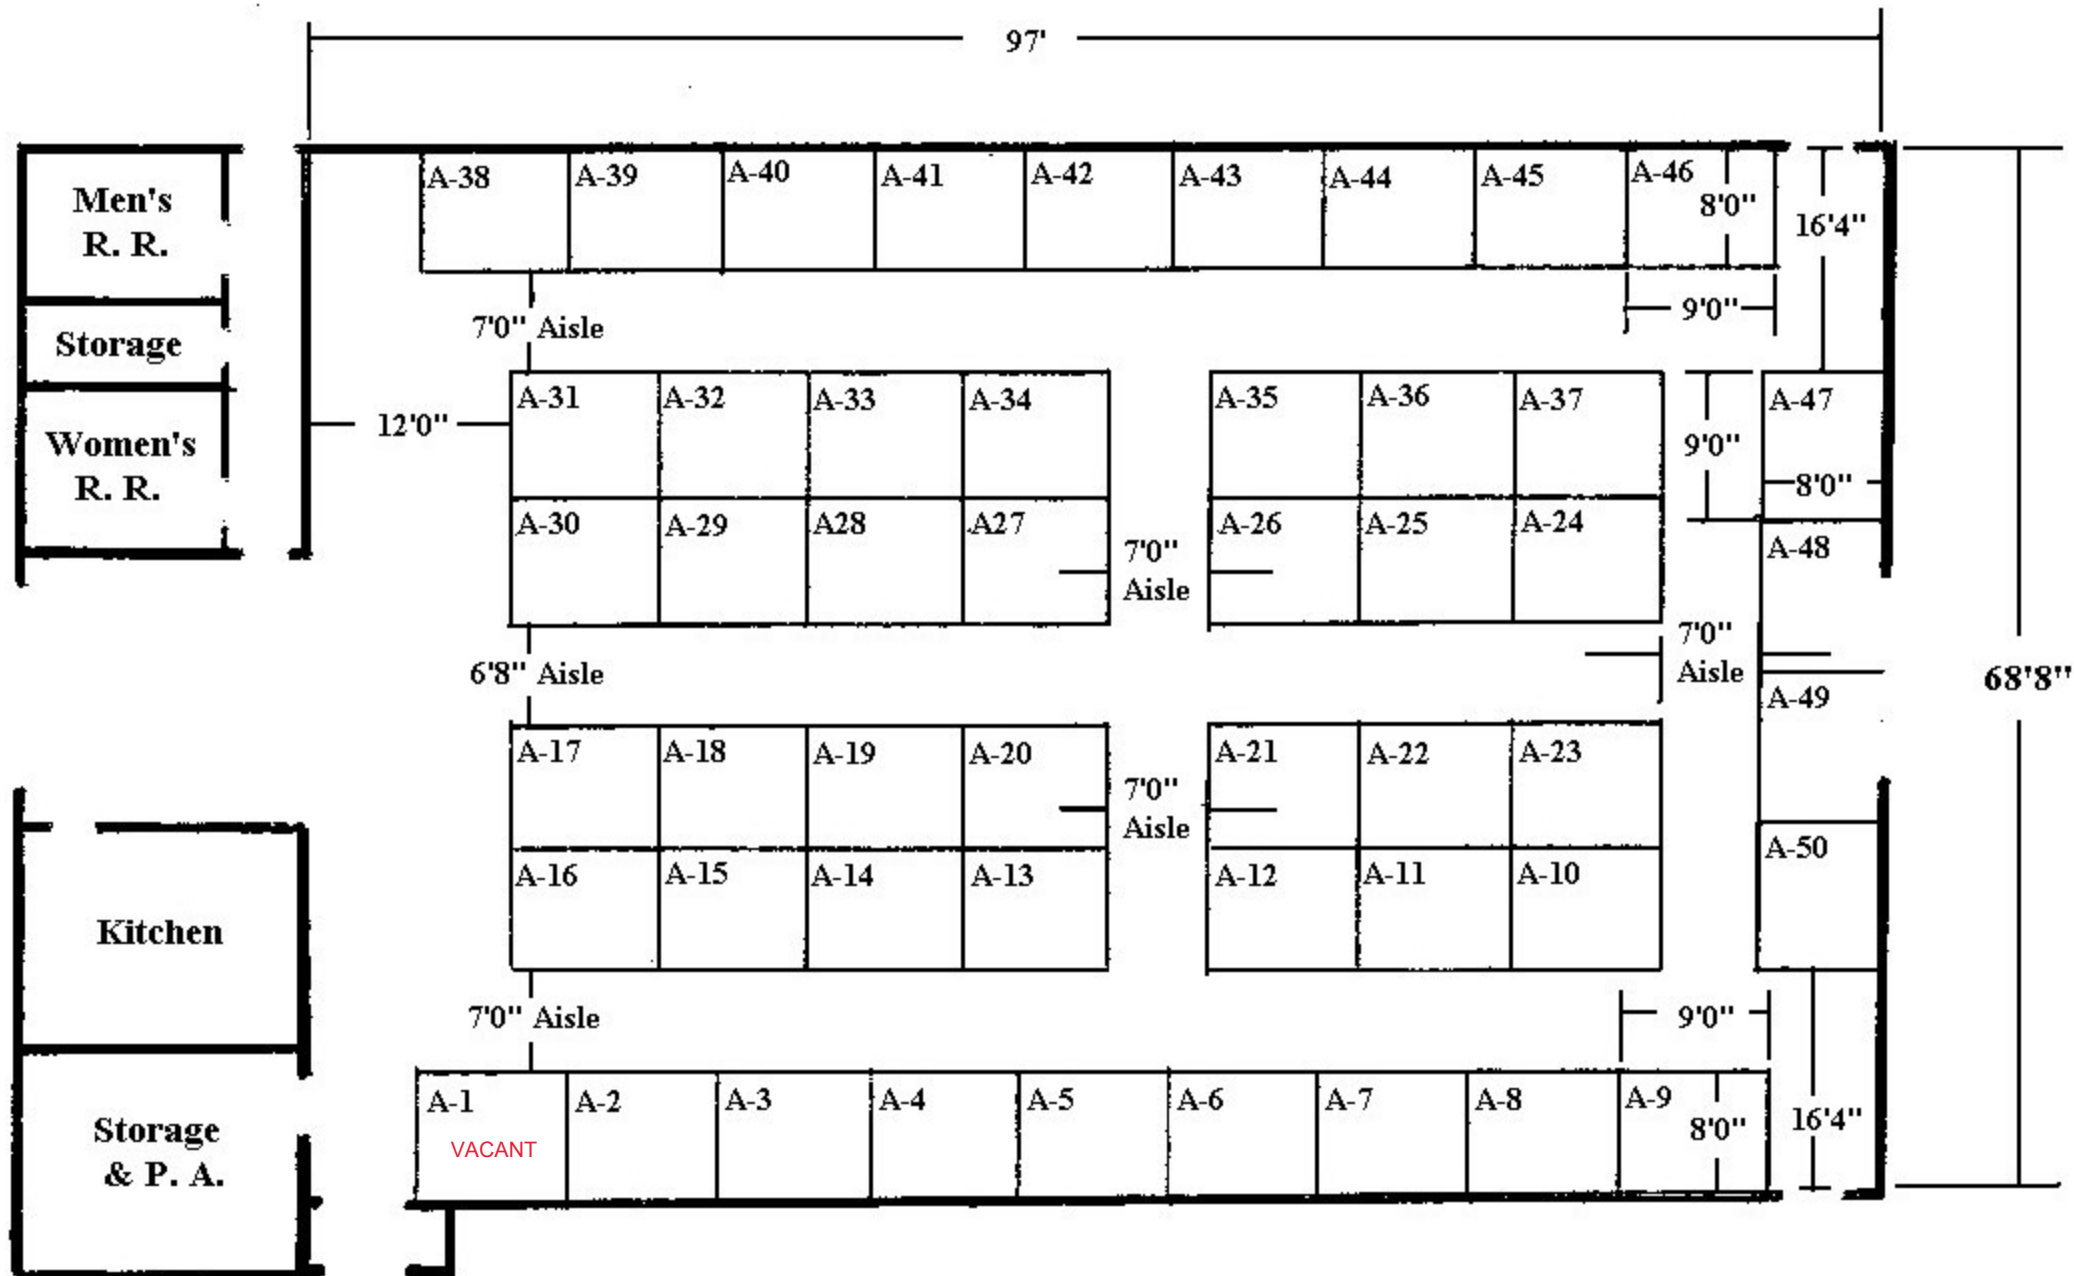 97'
A-38 A-39 A-40 A-41 A-42 A-43 A-44 A-45 A-46
8'0"
16'4"
Men's
R. R.
Storage
Women's
R. R.
7'0" Aisle
9'0"
12'0"
A-31 A-32 A-33 A-34 A-35 A-36 A-37 A-47
9'0"
8'0"
A-30 A-29 A28 A27 A-26 A-25 A-24 A-48
7'0"
Aisle
7'0"
Aisle
6'8" Aisle
68'8"
A-49
A-17 A-18 A-19 A-20 A-21 A-22 A-23
7'0"
Aisle
A-16 A-15 A-14 A-13 A-12 A-11 A-10 A-50
Kitchen
7'0" Aisle
9'0"
A-1 A-2 A-3 A-4 A-5 A-6 A-7 A-8 A-9
VACANT
8'0"
16'4"
Storage
& P. A.